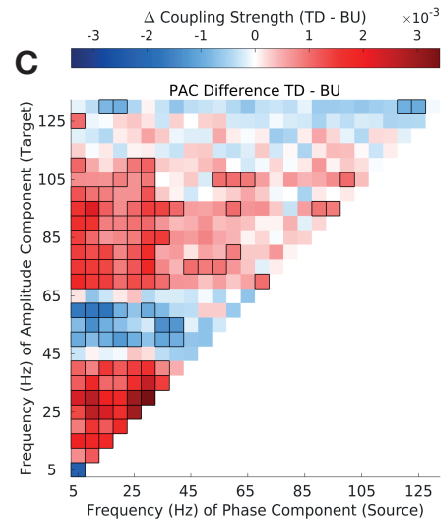 Δ Coupling Strength (TD - BU)
×10⁻³
-3 -2 -1 0 1 2 3
C
PAC Difference TD - BU
Frequency (Hz) of Amplitude Component (Target)
125
105
85
65
45
25
5
5 25 45 65 85 105 125
Frequency (Hz) of Phase Component (Source)